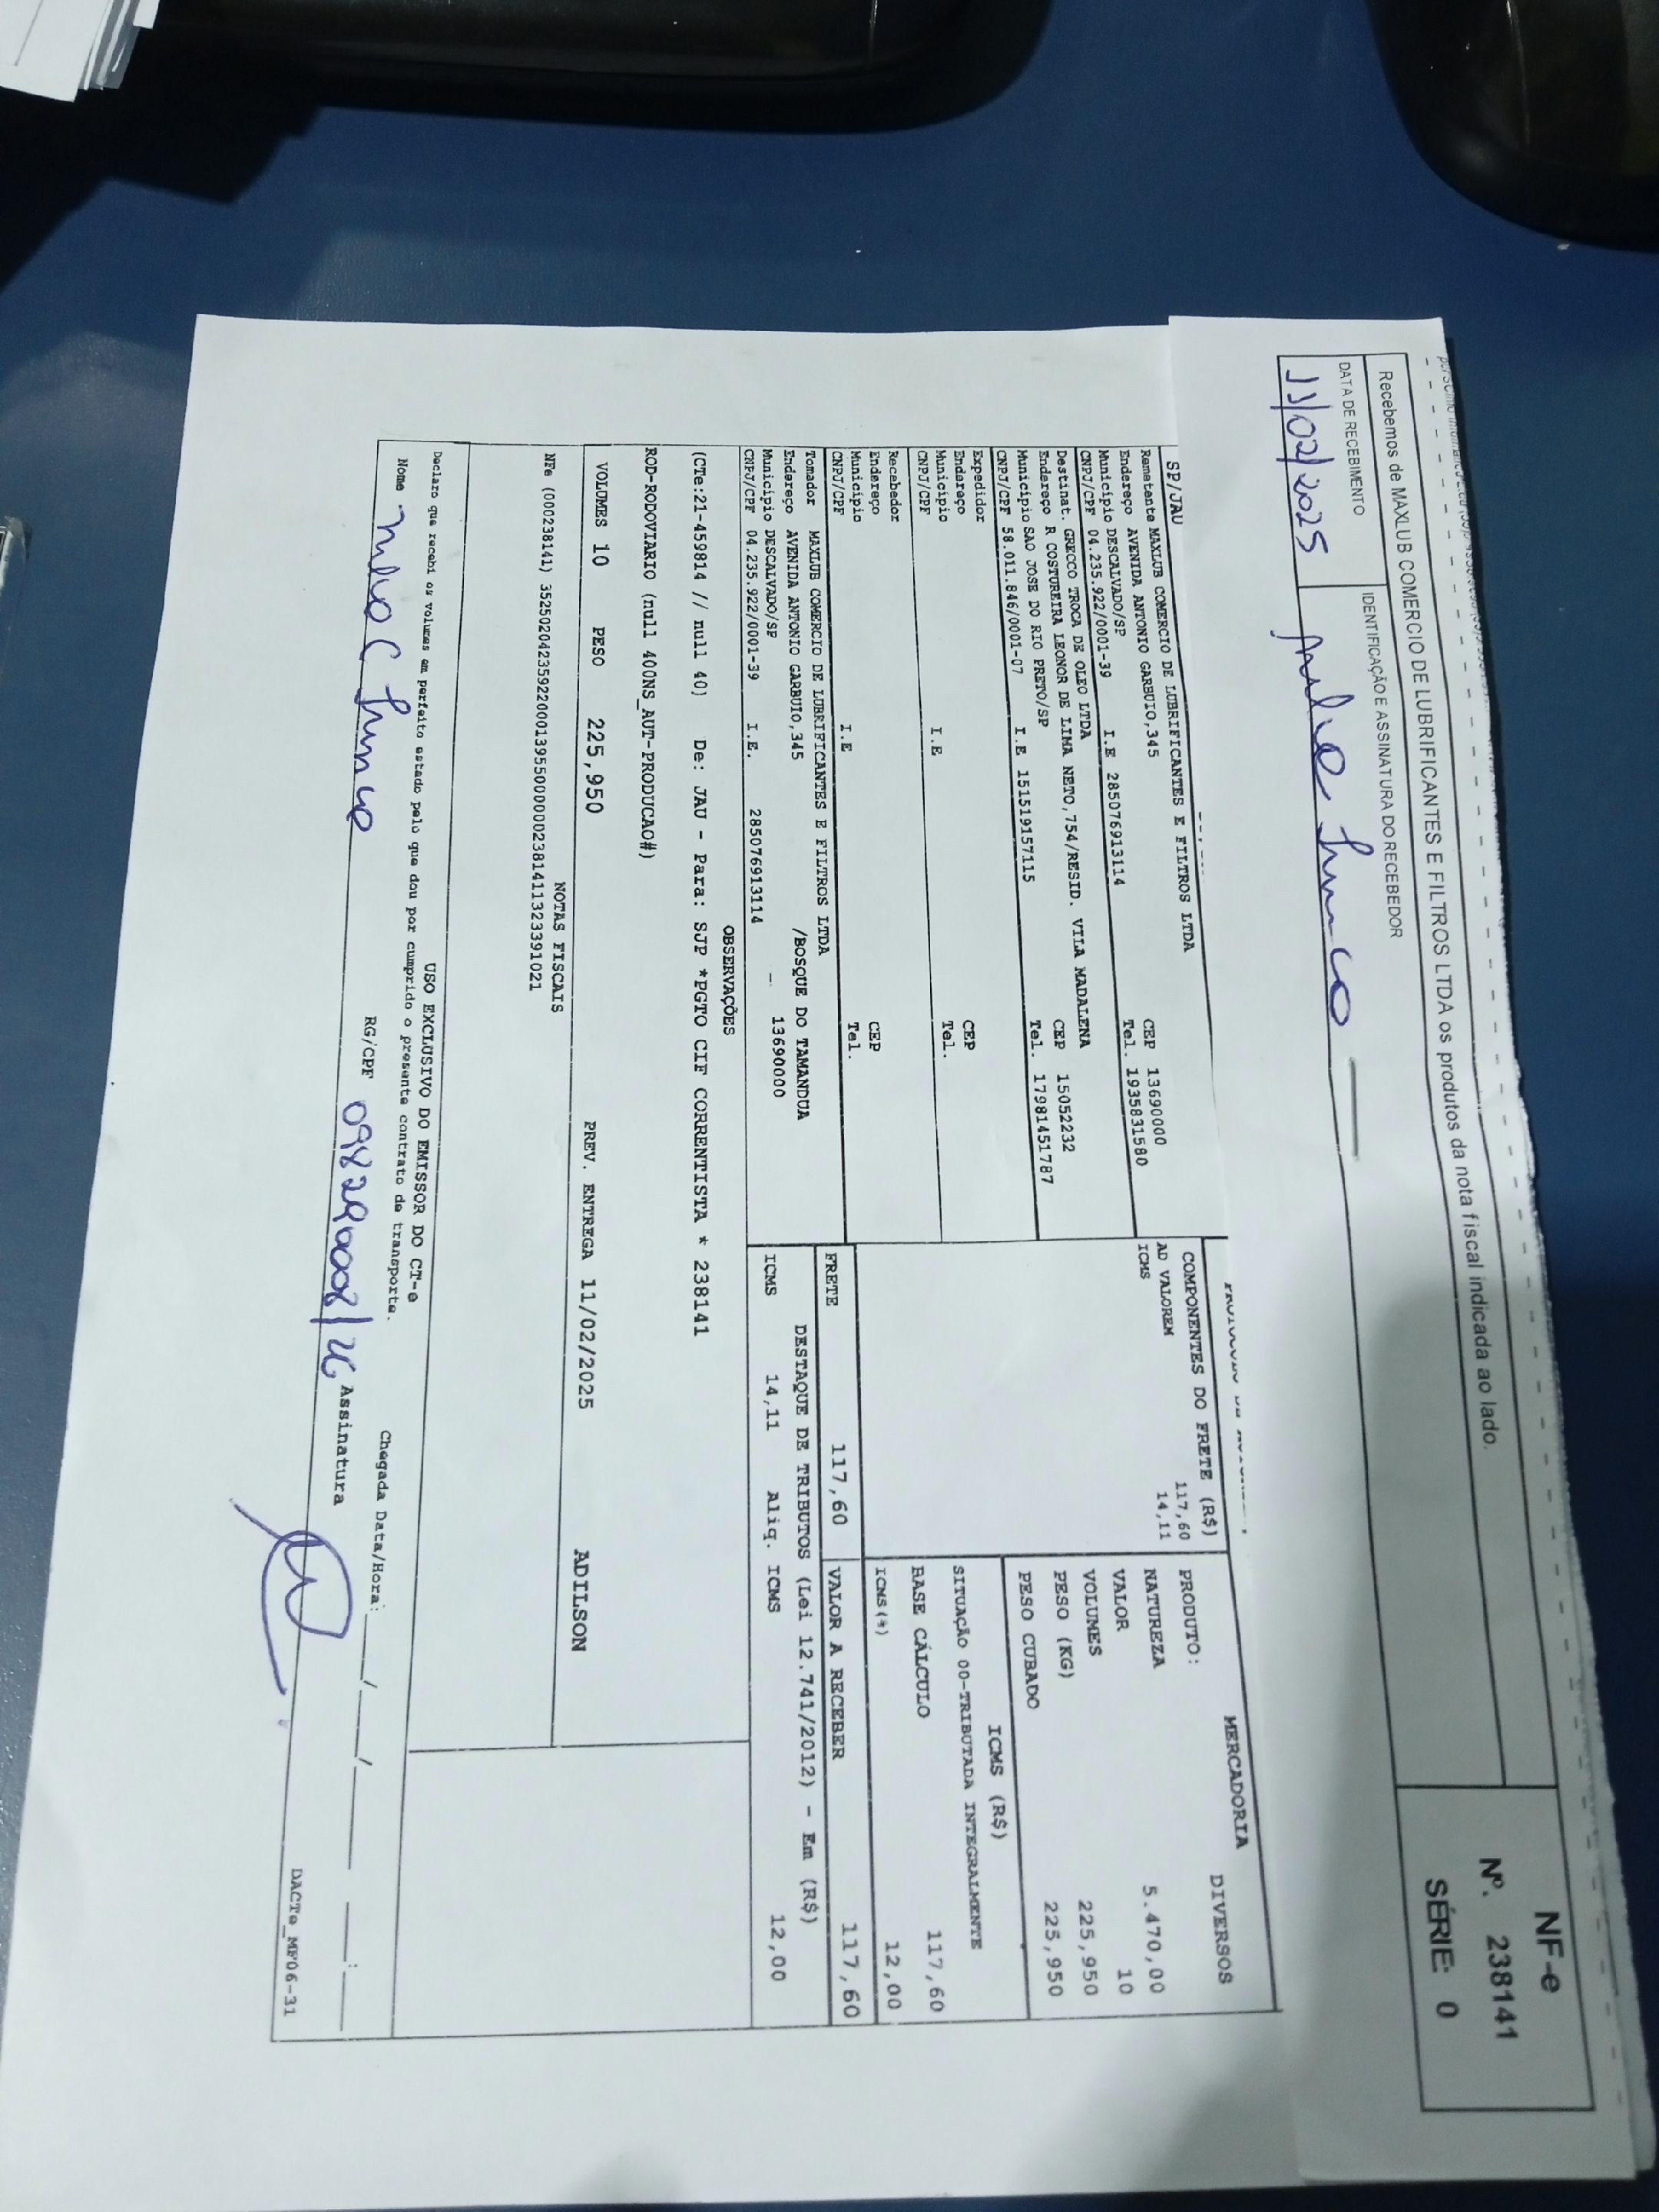 Recebemos de MAXLUB COMERCIO DE LUBRIFICANTES E FILTROS LTDA os produtos da nota fiscal indicada ao lado.
DATA DE RECEBIMENTO
IDENTIFICAÇÃO E ASSINATURA DO RECEBEDOR
11/02/2025
NF-e
Nº. 238141
SÉRIE: 0
SP/JAU
Remetente MAXLUB COMERCIO DE LUBRIFICANTES E FILTROS LTDA
Endereço AVENIDA ANTONIO GARBUIO,345 CEP 13690000
Município DESCALVADO/SP Tel. 1935831580
CNPJ/CPF 04.235.922/0001-39 I.E 285076913114
Destinat. GRECCO TROCA DE OLEO LTDA
Endereço R COSTUREIRA LEONOR DE LIMA NETO,754/RESID. VILA MADALENA CEP 15052232
Município SAO JOSE DO RIO PRETO/SP Tel. 17981451787
CNPJ/CPF 58.011.846/0001-07 I.E 151519157115
Expedidor
Endereço CEP
Município Tel.
CNPJ/CPF I.E
Recebedor
Endereço CEP
Município Tel.
CNPJ/CPF I.E
Tomador MAXLUB COMERCIO DE LUBRIFICANTES E FILTROS LTDA
Endereço AVENIDA ANTONIO GARBUIO,345 /BOSQUE DO TAMANDUA
Município DESCALVADO/SP - 13690000
CNPJ/CPF 04.235.922/0001-39 I.E. 285076913114
COMPONENTES DO FRETE (R$)
AD VALOREM 117,60
ICMS 14,11
FRETE 117,60
MERCADORIA
PRODUTO: DIVERSOS
NATUREZA
VALOR 5.470,00
VOLUMES 10
PESO (KG) 225,950
PESO CUBADO 225,950
ICMS (R$)
SITUAÇÃO 00-TRIBUTADA INTEGRALMENTE
BASE CÁLCULO 117,60
ICMS(%) 12,00
VALOR A RECEBER 117,60
DESTAQUE DE TRIBUTOS (Lei 12.741/2012) - Em (R$)
ICMS 14,11 Aliq. ICMS 12,00
OBSERVAÇÕES
(CTe:21-459814 // null 40] De: JAU - Para: SJP *PGTO CIF CORRENTISTA * 238141
ROD-RODOVIARIO (null 400NS_AUT-PRODUCAO#)
VOLUMES 10 PESO 225,950 PREV. ENTREGA 11/02/2025 ADILSON
NOTAS FISCAIS
NFe (000238141) 35250204235922000139550000002381411323391021
USO EXCLUSIVO DO EMISSOR DO CT-e
Declaro que recebi os volumes em perfeito estado pelo que dou por cumprido o presente contrato de transporte.
Chegada Data/Hora: ____/____/______ ____:____
Nome RG/CPF Assinatura
DACTe_MF06-31